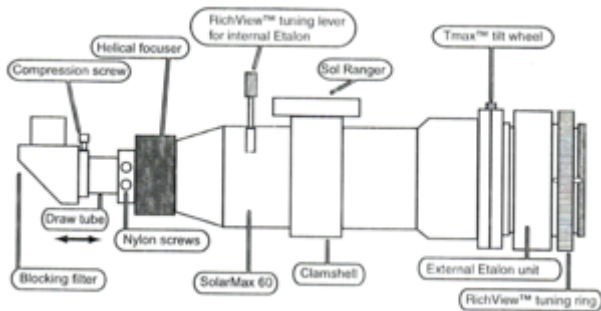 RichView™ tuning lever
for internal Etalon
Tmax™ tilt wheel
Helical focuser
Compression screw
Sol Ranger
Draw tube
Nylon screws
Blocking filter
SolarMax 60
Clamshell
External Etalon unit
RichView™ tuning ring